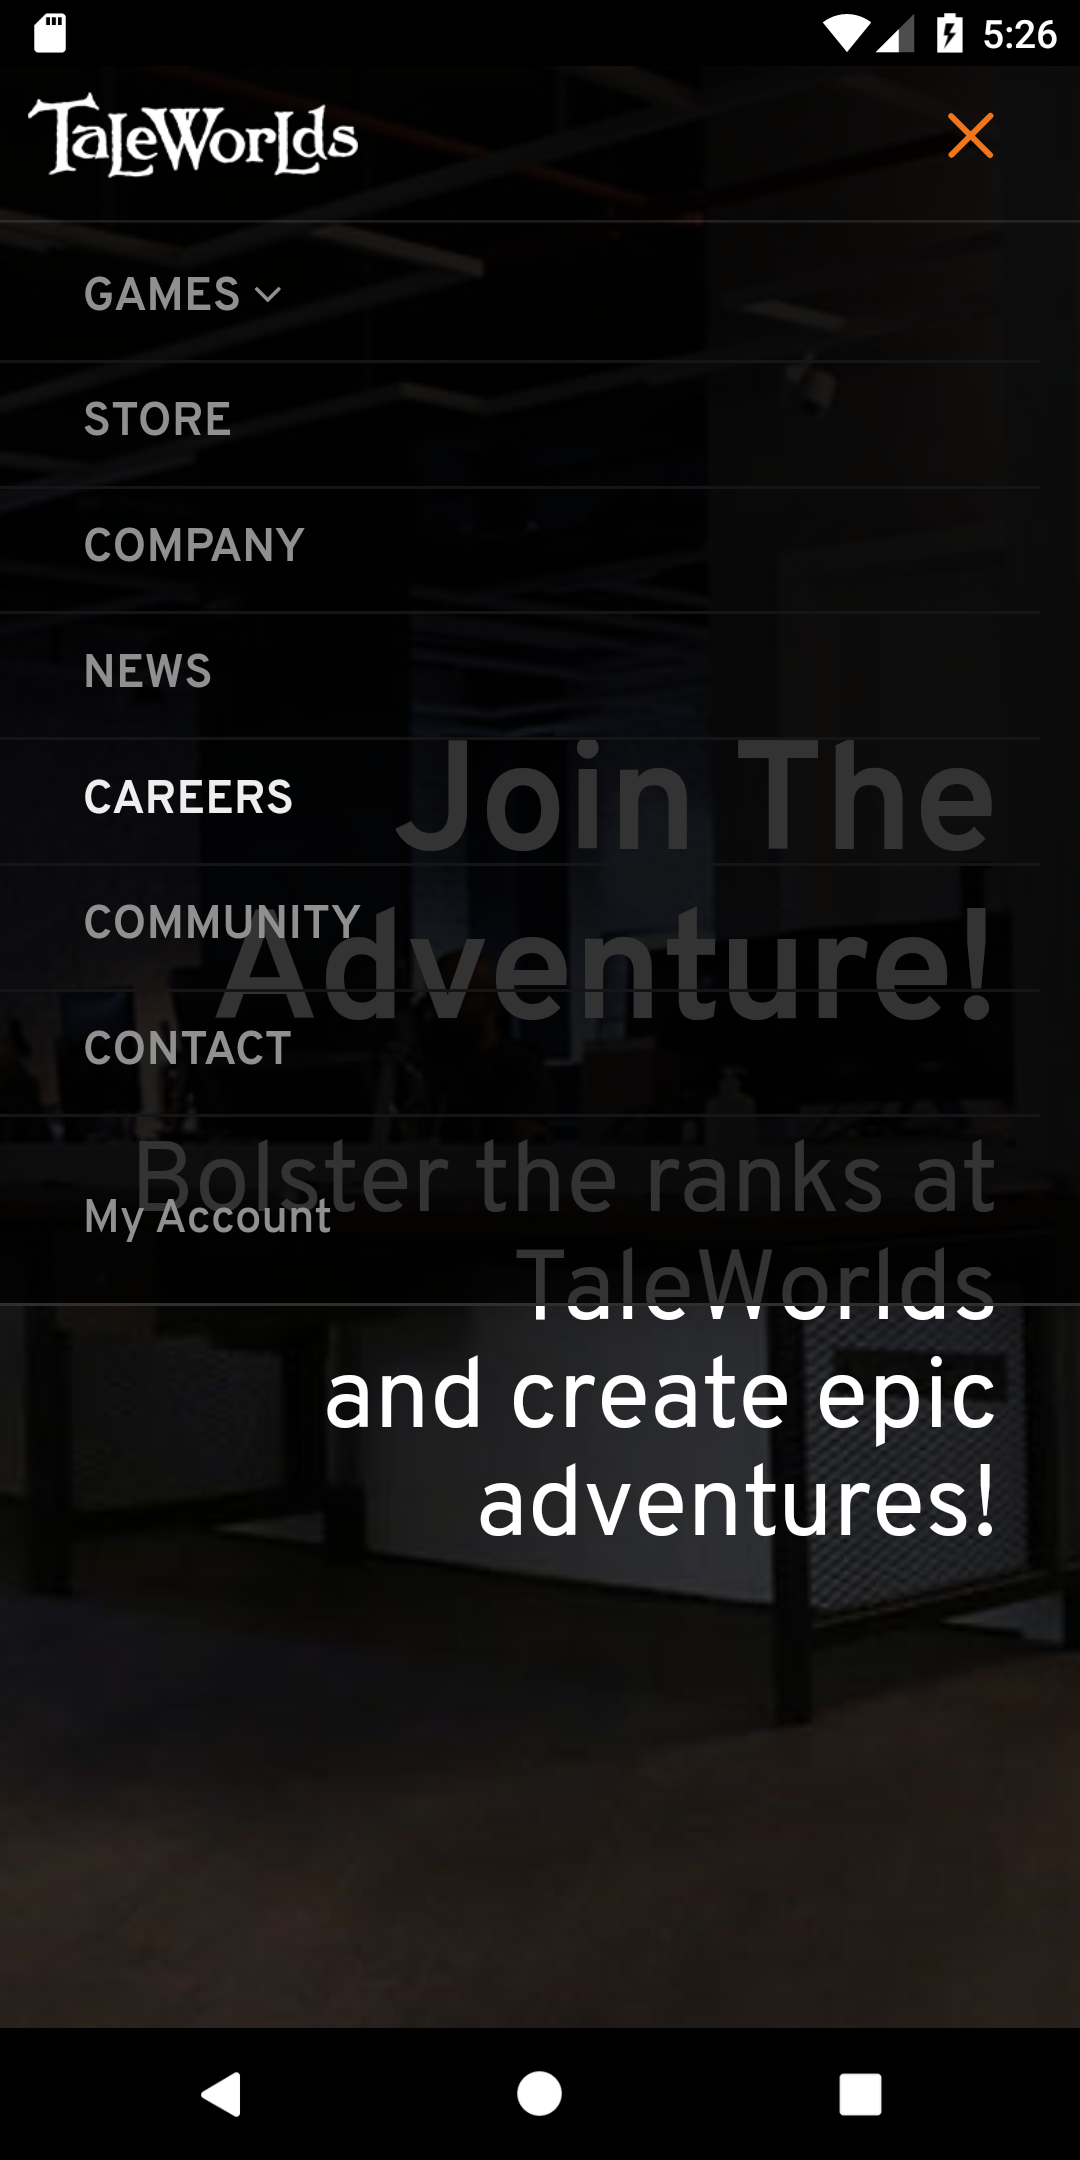 5:26
TaleWorlds
GAMES
STORE
COMPANY
NEWS
CAREERS
COMMUNITY
CONTACT
My Account
Join The
Adventure!
Bolster the ranks at
TaleWorlds
and create epic
adventures!